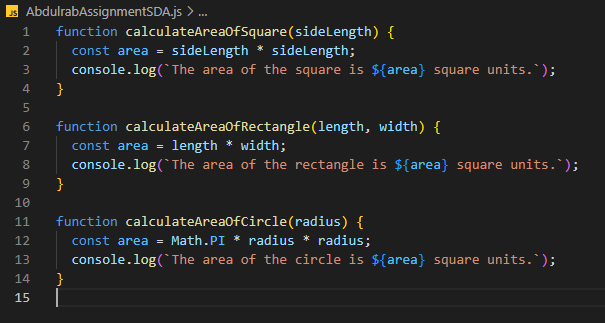 JS AbdulrabAssignmentSDA.js > ...
1 function calculateAreaOfSquare(sideLength) {
2   const area = sideLength * sideLength;
3   console.log(`The area of the square is ${area} square units.`);
4 }
5
6 function calculateAreaOfRectangle(length, width) {
7   const area = length * width;
8   console.log(`The area of the rectangle is ${area} square units.`);
9 }
10
11 function calculateAreaOfCircle(radius) {
12   const area = Math.PI * radius * radius;
13   console.log(`The area of the circle is ${area} square units.`);
14 }
15